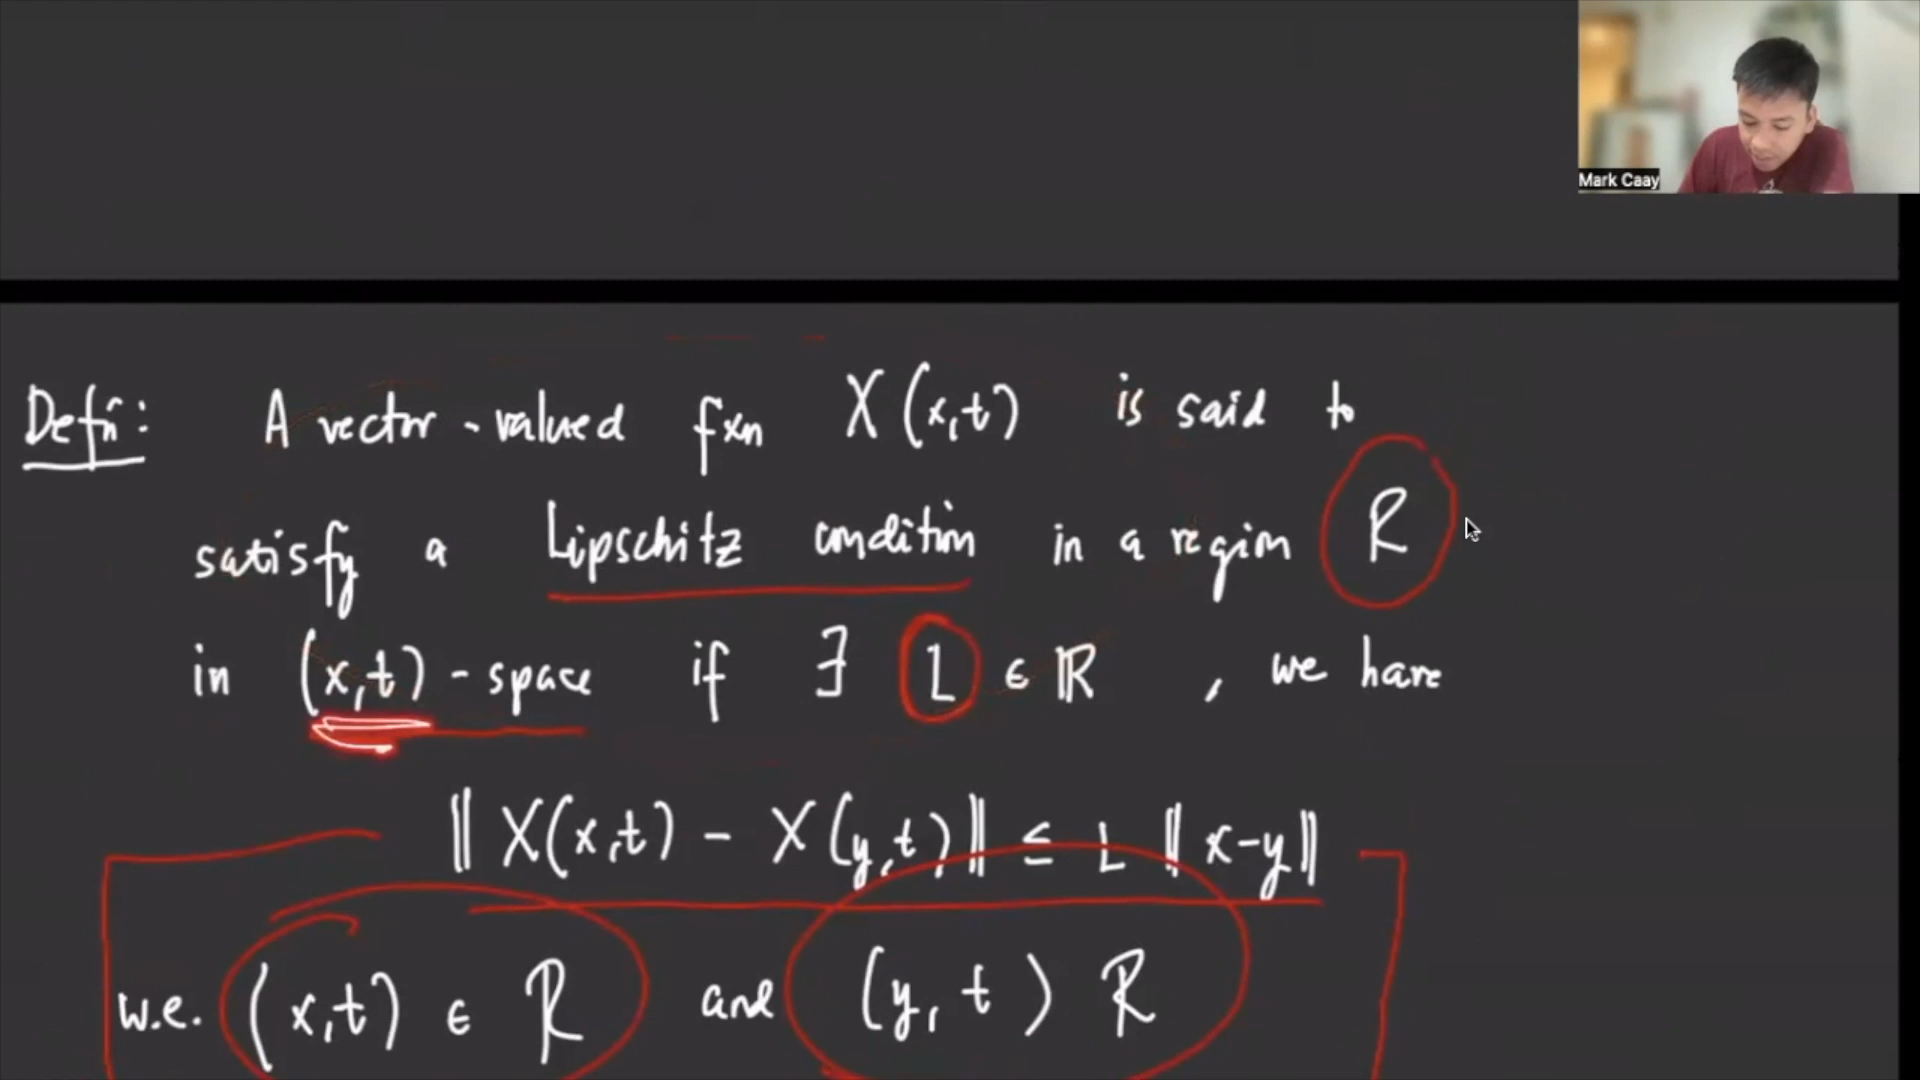 Mark Caay
Defn: A vector-valued fxn X(x,t) is said to
satisfy a Lipschitz condition in a region R
in (x,t)-space if ∃ L ∈ ℝ , we have
‖X(x,t) - X(y,t)‖ ≤ L ‖x-y‖
w.e. (x,t) ∈ R and (y,t) R